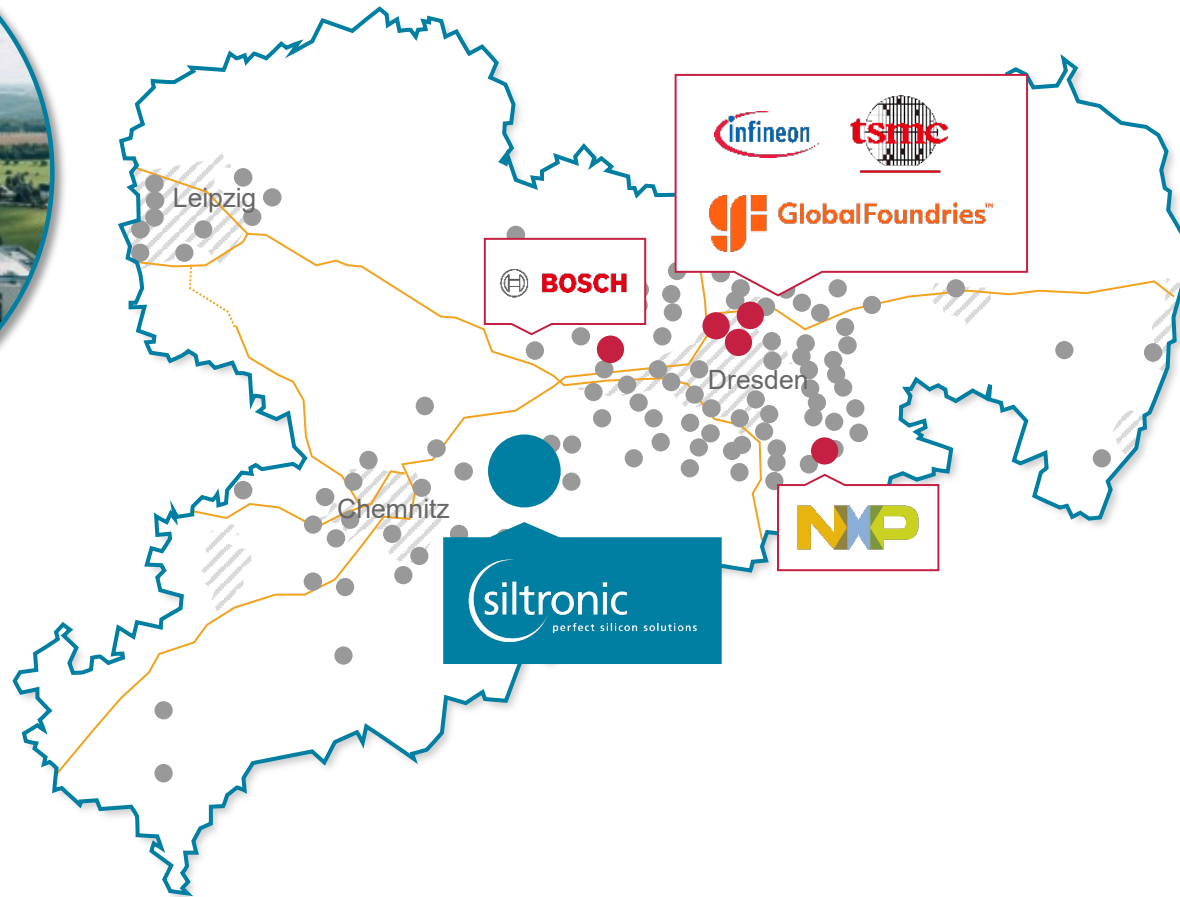 infineon
tsmc
GlobalFoundries™
Leipzig
BOSCH
Dresden
Chemnitz
NXP
siltronic
perfect silicon solutions